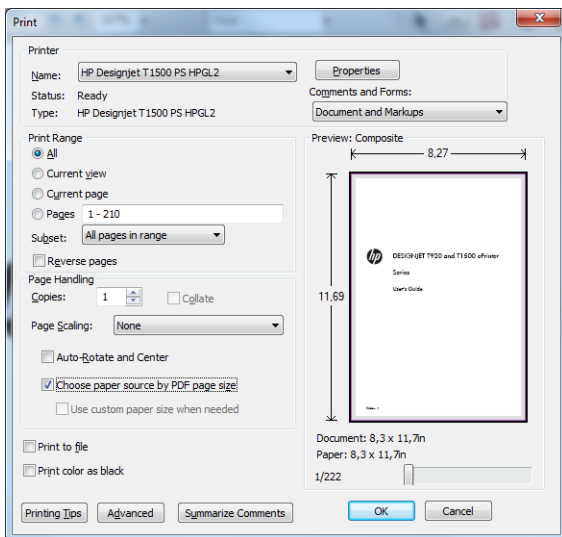 Print
Printer
Name: HP Designjet T1500 PS HPGL2 Properties
Status: Ready Comments and Forms:
Type: HP Designjet T1500 PS HPGL2 Document and Markups
Print Range Preview: Composite
All 8,27
Current view
Current page
Pages 1 - 210
Subset: All pages in range
Reverse pages
hp DESIGNJET T920 and T1500 ePrinter
Series
User's Guide
Page Handling
Copies: 1 Collate 11,69
Page Scaling: None
Auto-Rotate and Center
Choose paper source by PDF page size
Use custom paper size when needed
Print to file Document: 8,3 x 11,7in
Paper: 8,3 x 11,7in
Print color as black 1/222
Printing Tips Advanced Summarize Comments OK Cancel